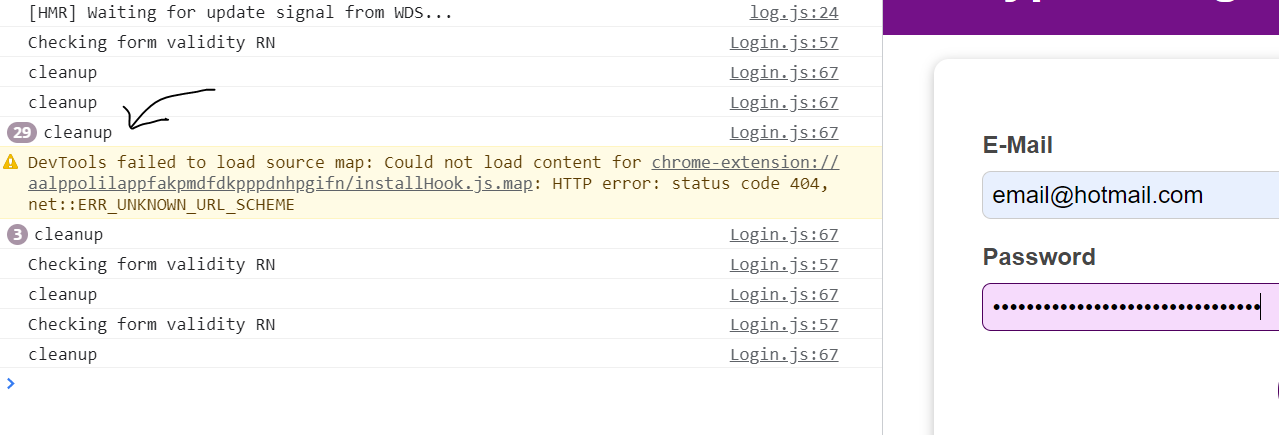 [HMR] Waiting for update signal from WDS... log.js:24
Checking form validity RN Login.js:57
cleanup Login.js:67
cleanup Login.js:67
29 cleanup Login.js:67
DevTools failed to load source map: Could not load content for chrome-extension://
aalppolilappfakpmdfdkpppdnhpgifn/installHook.js.map: HTTP error: status code 404,
net::ERR_UNKNOWN_URL_SCHEME
3 cleanup Login.js:67
Checking form validity RN Login.js:57
cleanup Login.js:67
Checking form validity RN Login.js:57
cleanup Login.js:67
E-Mail
email@hotmail.com
Password